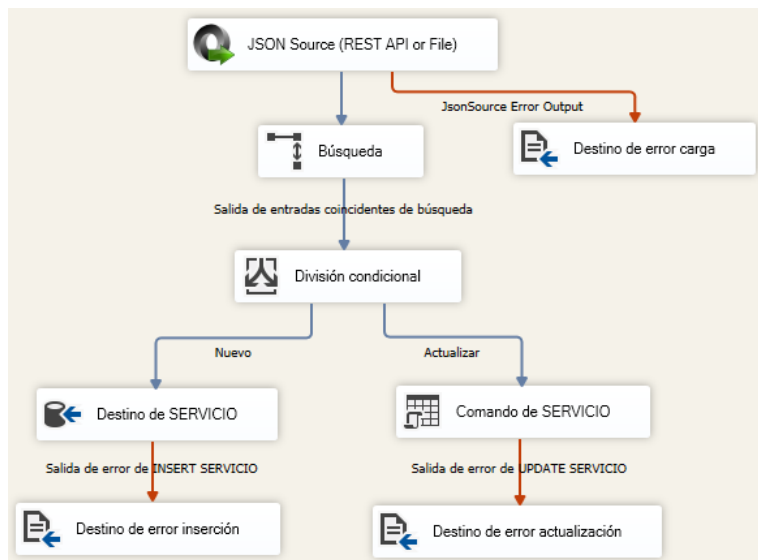 JSON Source (REST API or File)
JsonSource Error Output
Búsqueda
Destino de error carga
Salida de entradas coincidentes de búsqueda
División condicional
Nuevo
Actualizar
Destino de SERVICIO
Comando de SERVICIO
Salida de error de INSERT SERVICIO
Salida de error de UPDATE SERVICIO
Destino de error inserción
Destino de error actualización